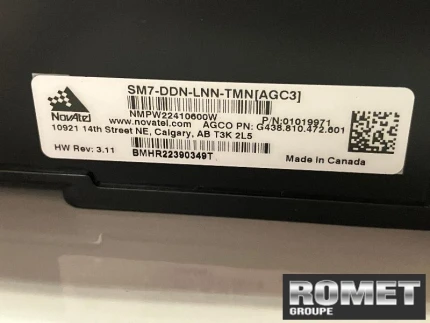 SM7-DDN-LNN-TMN[AGC3]
NovAtel
NMPW22410600W
P/N:01019971
www.novatel.com
AGCO PN: G438.810.472.601
10921 14th Street NE, Calgary, AB T3K 2L5
HW Rev: 3.11
BMHR22390349T
Made in Canada
ROMET
GROUPE